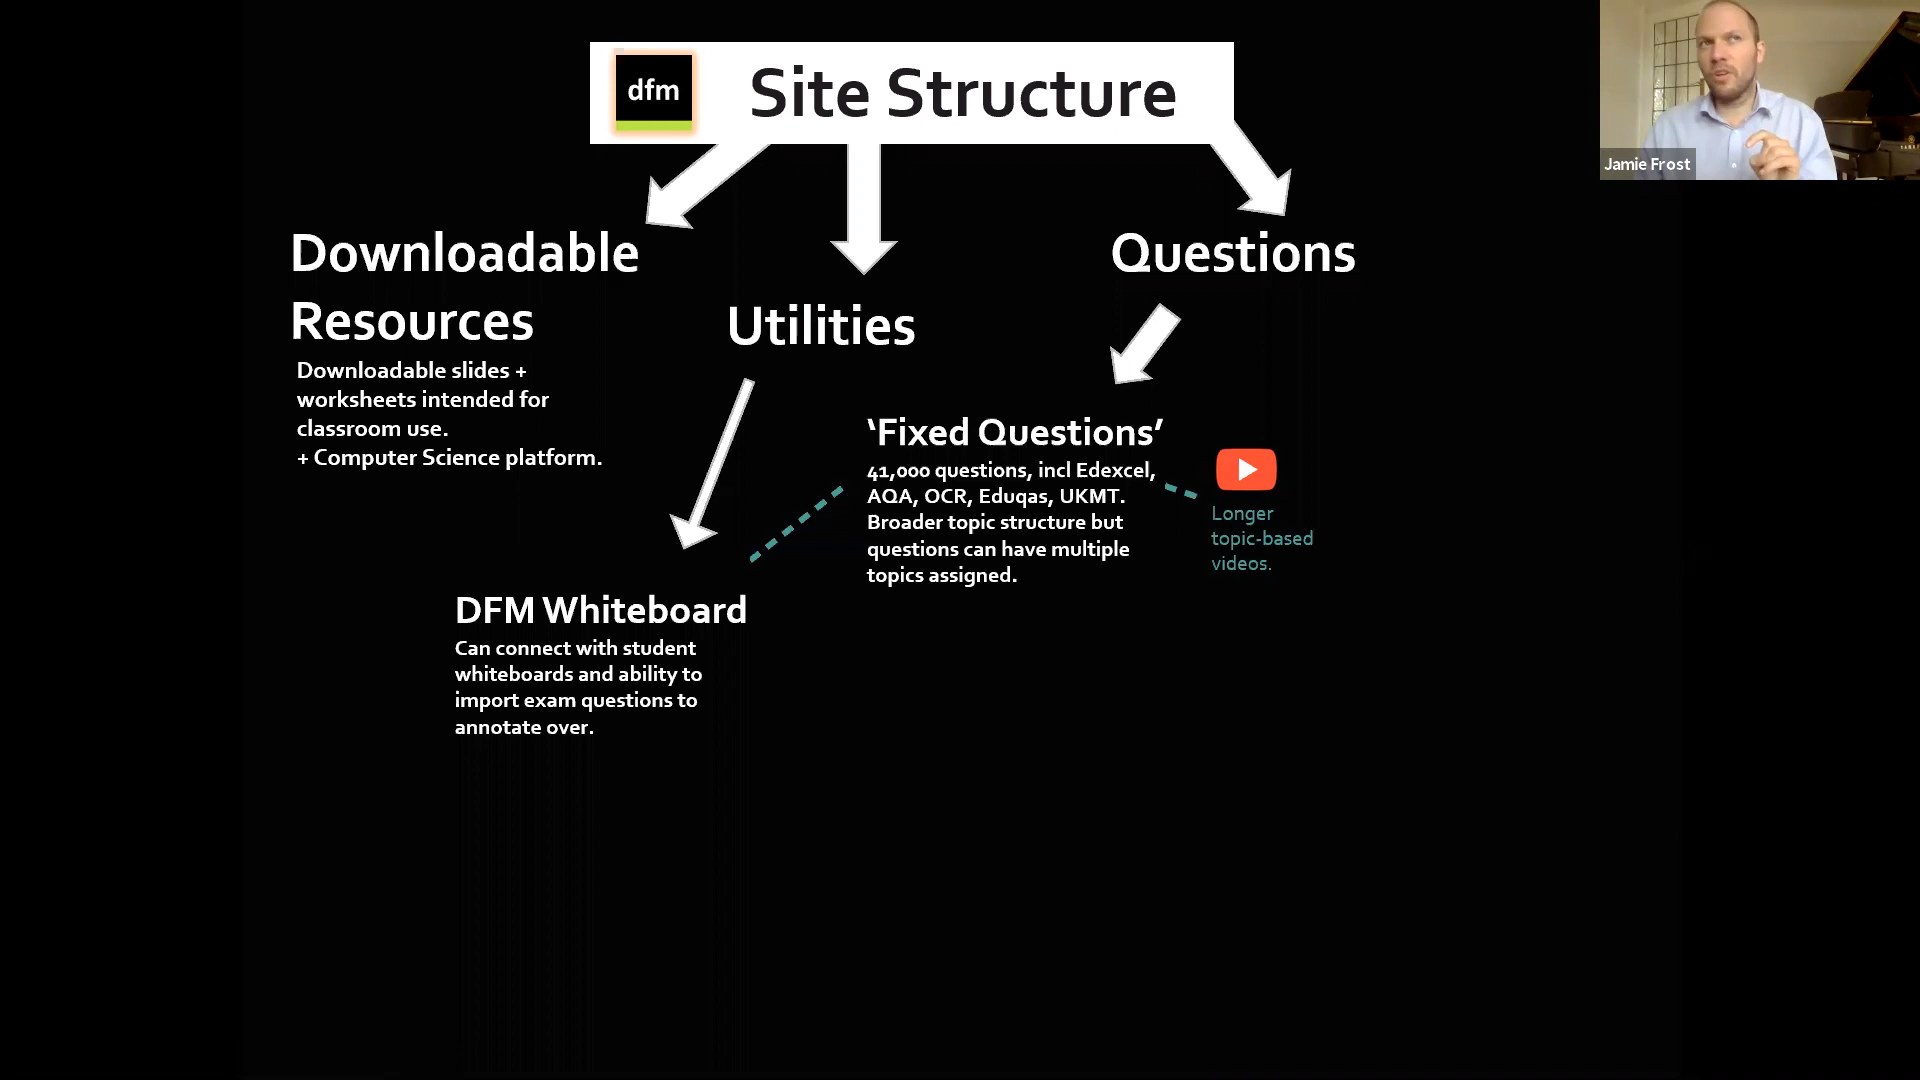 dfm
Site Structure
Jamie Frost
Downloadable
Resources
Downloadable slides +
worksheets intended for
classroom use.
+ Computer Science platform.
Utilities
Questions
‘Fixed Questions’
41,000 questions, incl Edexcel,
AQA, OCR, Eduqas, UKMT.
Broader topic structure but
questions can have multiple
topics assigned.
Longer
topic-based
videos.
DFM Whiteboard
Can connect with student
whiteboards and ability to
import exam questions to
annotate over.